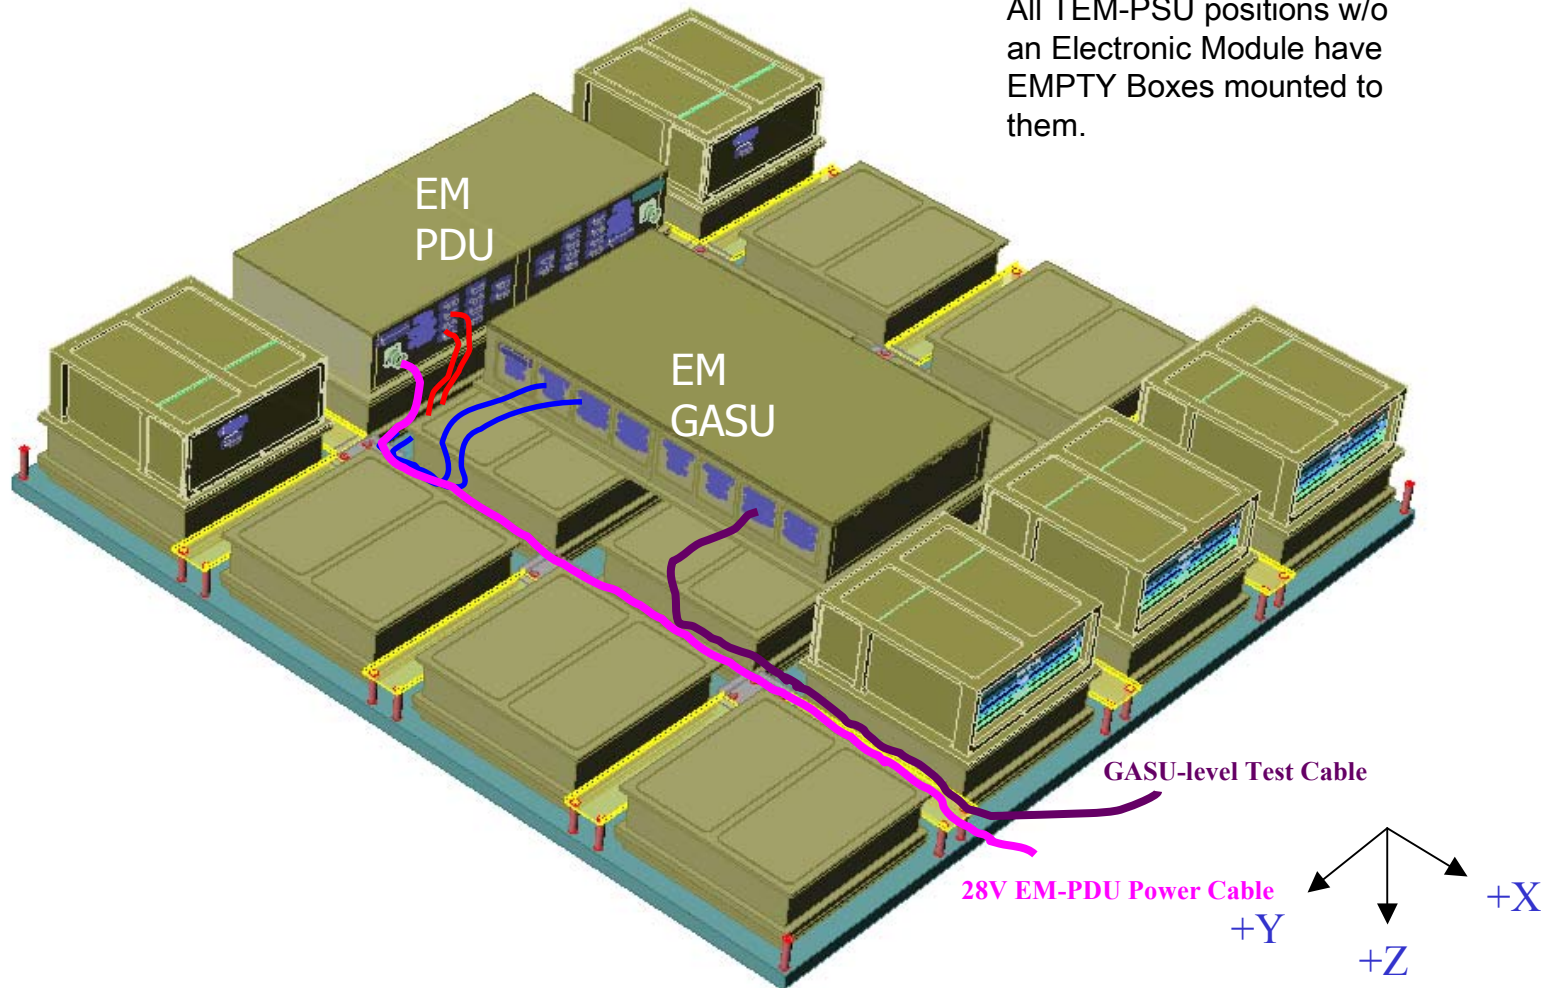 All TEM-PSU positions w/o
an Electronic Module have
EMPTY Boxes mounted to
them.
EM
PDU
EM
GASU
GASU-level Test Cable
28V EM-PDU Power Cable
+X
+Y
+Z